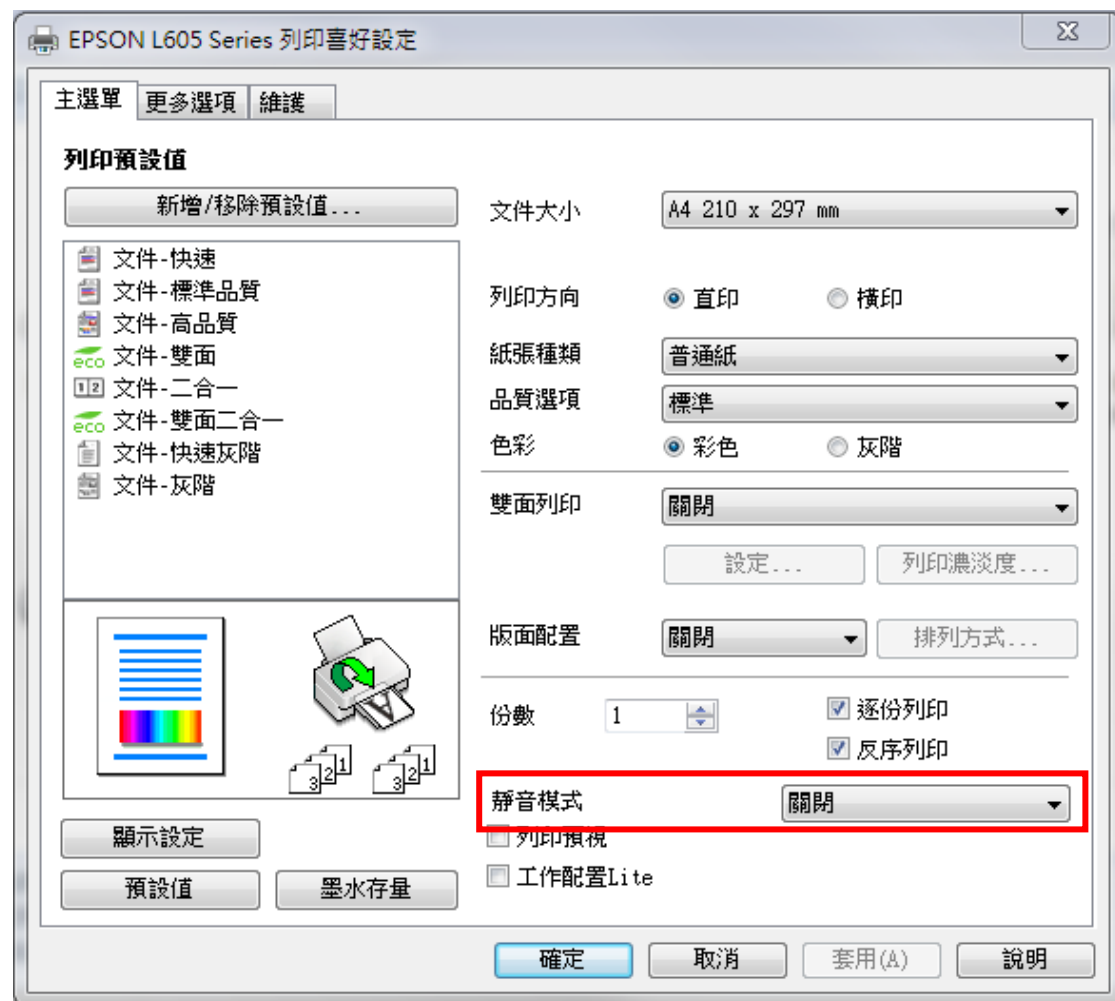 EPSON L605 Series 列印喜好設定
主選單 更多選項 維護
列印預設值
新增/移除預設值...
文件-快速
文件-標準品質
文件-高品質
eco 文件-雙面
12 文件-二合一
eco 文件-雙面二合一
文件-快速灰階
文件-灰階
321 321
顯示設定
預設值 墨水存量
文件大小 A4 210 x 297 mm
列印方向 直印 橫印
紙張種類 普通紙
品質選項 標準
色彩 彩色 灰階
雙面列印 關閉
設定... 列印濃淡度...
版面配置 關閉 排列方式...
份數 1 逐份列印
反序列印
靜音模式 關閉
列印預視
工作配置Lite
確定 取消 套用(A) 說明